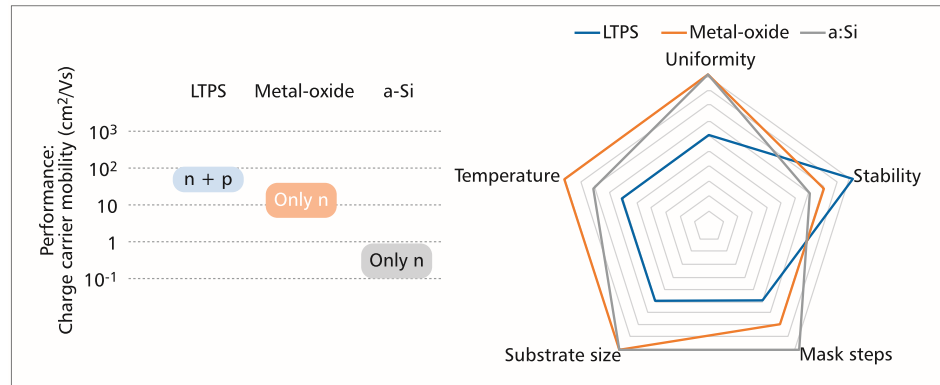 LTPS Metal-oxide a:Si
Uniformity
Performance:
Charge carrier mobility (cm²/Vs)
LTPS Metal-oxide a-Si
10³
10²
10
1
10⁻¹
n + p
Only n
Only n
Temperature
Stability
Substrate size
Mask steps